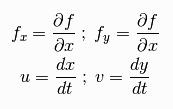 f_x = ∂f/∂x ; f_y = ∂f/∂x
u = dx/dt ; v = dy/dt